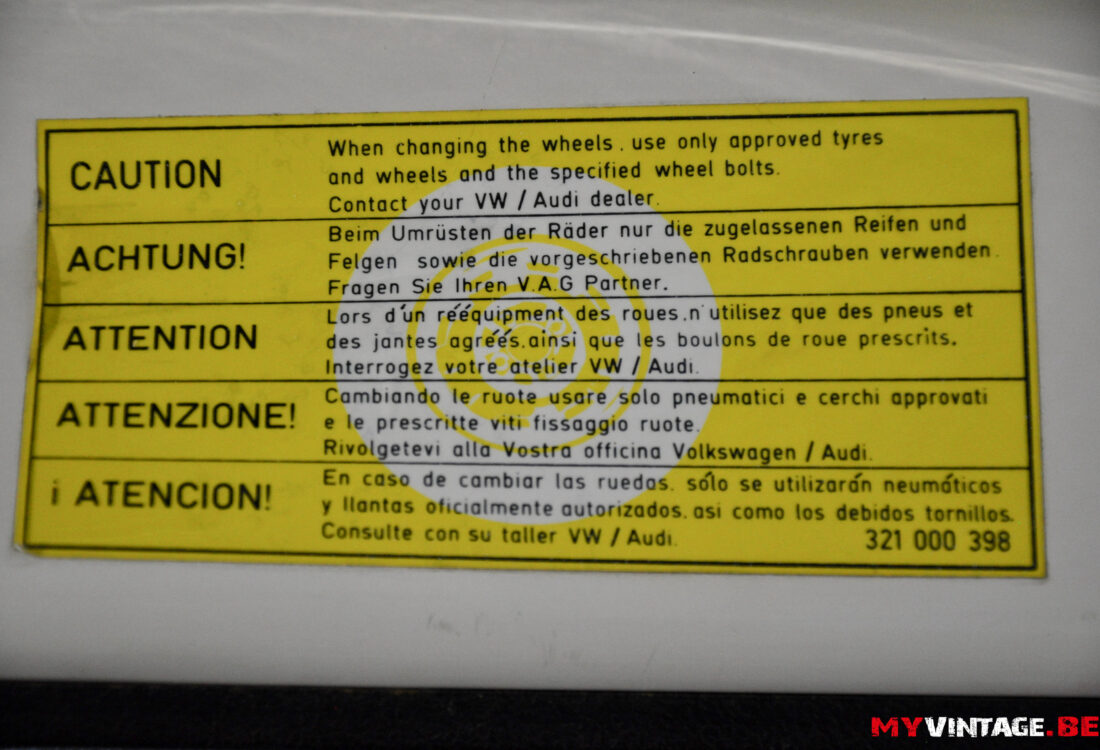 CAUTION
When changing the wheels, use only approved tyres
and wheels and the specified wheel bolts.
Contact your VW / Audi dealer.
ACHTUNG!
Beim Umrüsten der Räder nur die zugelassenen Reifen und
Felgen sowie die vorgeschriebenen Radschrauben verwenden.
Fragen Sie Ihren V.A.G Partner.
ATTENTION
Lors d'un rééquipment des roues, n'utilisez que des pneus et
des jantes agréés, ainsi que les boulons de roue prescrits.
Interrogez votre atelier VW / Audi.
ATTENZIONE!
Cambiando le ruote usare solo pneumatici e cerchi approvati
e le prescritte viti fissaggio ruote.
Rivolgetevi alla Vostra officina Volkswagen / Audi.
¡ ATENCION!
En caso de cambiar las ruedas, sólo se utilizarán neumáticos
y llantas oficialmente autorizados, asi como los debidos tornillos.
Consulte con su taller VW / Audi.
321 000 398
MYVINTAGE.BE